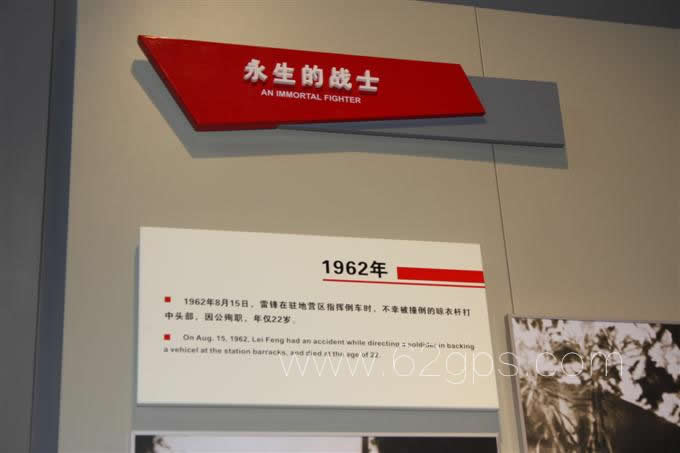 永生的战士
AN IMMORTAL FIGHTER
1962年
1962年8月15日，雷锋在驻地营区指挥倒车时，不幸被撞倒的晾衣杆打
中头部，因公殉职，年仅22岁。
On Aug. 15, 1962, Lei Feng had an accident while directing a soldider in backing
a vehicel at the station barracks, and died at the age of 22.
www.62gps.com